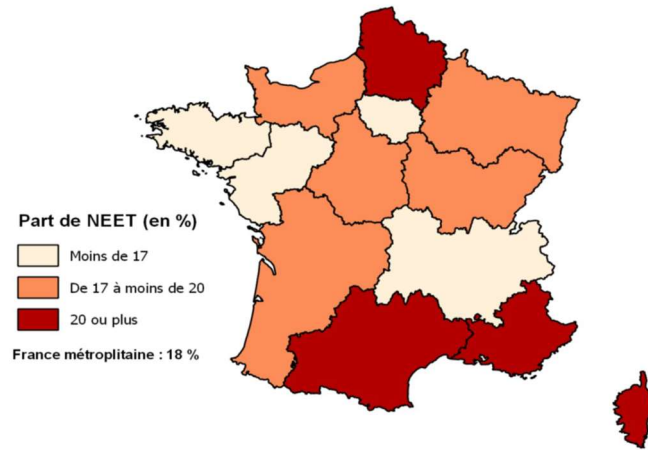 Part de NEET (en %)
Moins de 17
De 17 à moins de 20
20 ou plus
France métroplitaine : 18 %